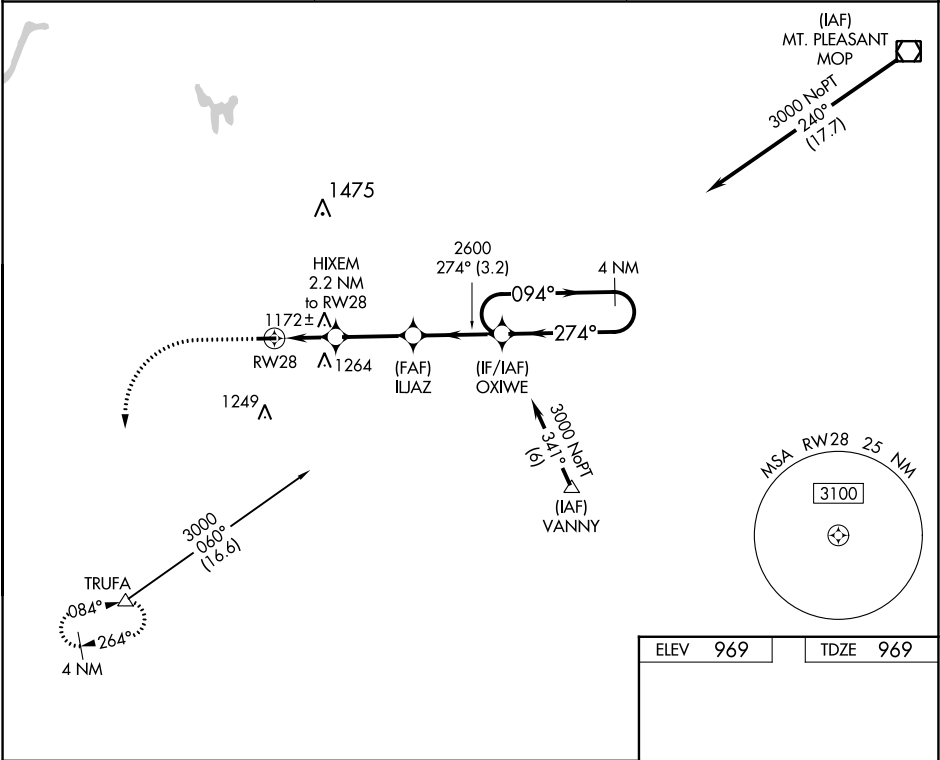 (IAF)
MT. PLEASANT
MOP
3000 NoPT
240°
(17.7)
1475
HIXEM
2.2 NM
to RW28
1172±
2600
274° (3.2)
4 NM
094°
274°
RW28
1264
(FAF)
ILJAZ
(IF/IAF)
OXIWE
1249
3000 NoPT
341°
(6)
(IAF)
VANNY
MSA RW28 25 NM
3100
3000
060°
(16.6)
TRUFA
084°
264°
4 NM
ELEV 969
TDZE 969